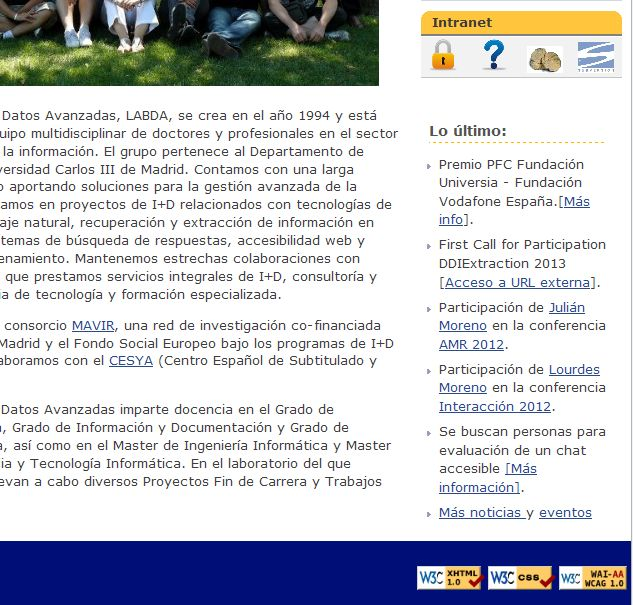 Intranet
SUBVERSION
Datos Avanzadas, LABDA, se crea en el año 1994 y está
uipo multidisciplinar de doctores y profesionales en el sector
la información. El grupo pertenece al Departamento de
versidad Carlos III de Madrid. Contamos con una larga
o aportando soluciones para la gestión avanzada de la
amos en proyectos de I+D relacionados con tecnologías de
aje natural, recuperación y extracción de información en
temas de búsqueda de respuestas, accesibilidad web y
enamiento. Mantenemos estrechas colaboraciones con
que prestamos servicios integrales de I+D, consultoría y
ia de tecnología y formación especializada.
consorcio MAVIR, una red de investigación co-financiada
Madrid y el Fondo Social Europeo bajo los programas de I+D
aboramos con el CESYA (Centro Español de Subtitulado y
Datos Avanzadas imparte docencia en el Grado de
, Grado de Información y Documentación y Grado de
a, así como en el Master de Ingeniería Informática y Master
ia y Tecnología Informática. En el laboratorio del que
evan a cabo diversos Proyectos Fin de Carrera y Trabajos
Lo último:
Premio PFC Fundación
Universia - Fundación
Vodafone España.[Más
info].
First Call for Participation
DDIExtraction 2013
[Acceso a URL externa].
Participación de Julián
Moreno en la conferencia
AMR 2012.
Participación de Lourdes
Moreno en la conferencia
Interacción 2012.
Se buscan personas para
evaluación de un chat
accesible [Más
información].
Más noticias y eventos
W3C XHTML 1.0
W3C css
W3C WAI-AA WCAG 1.0